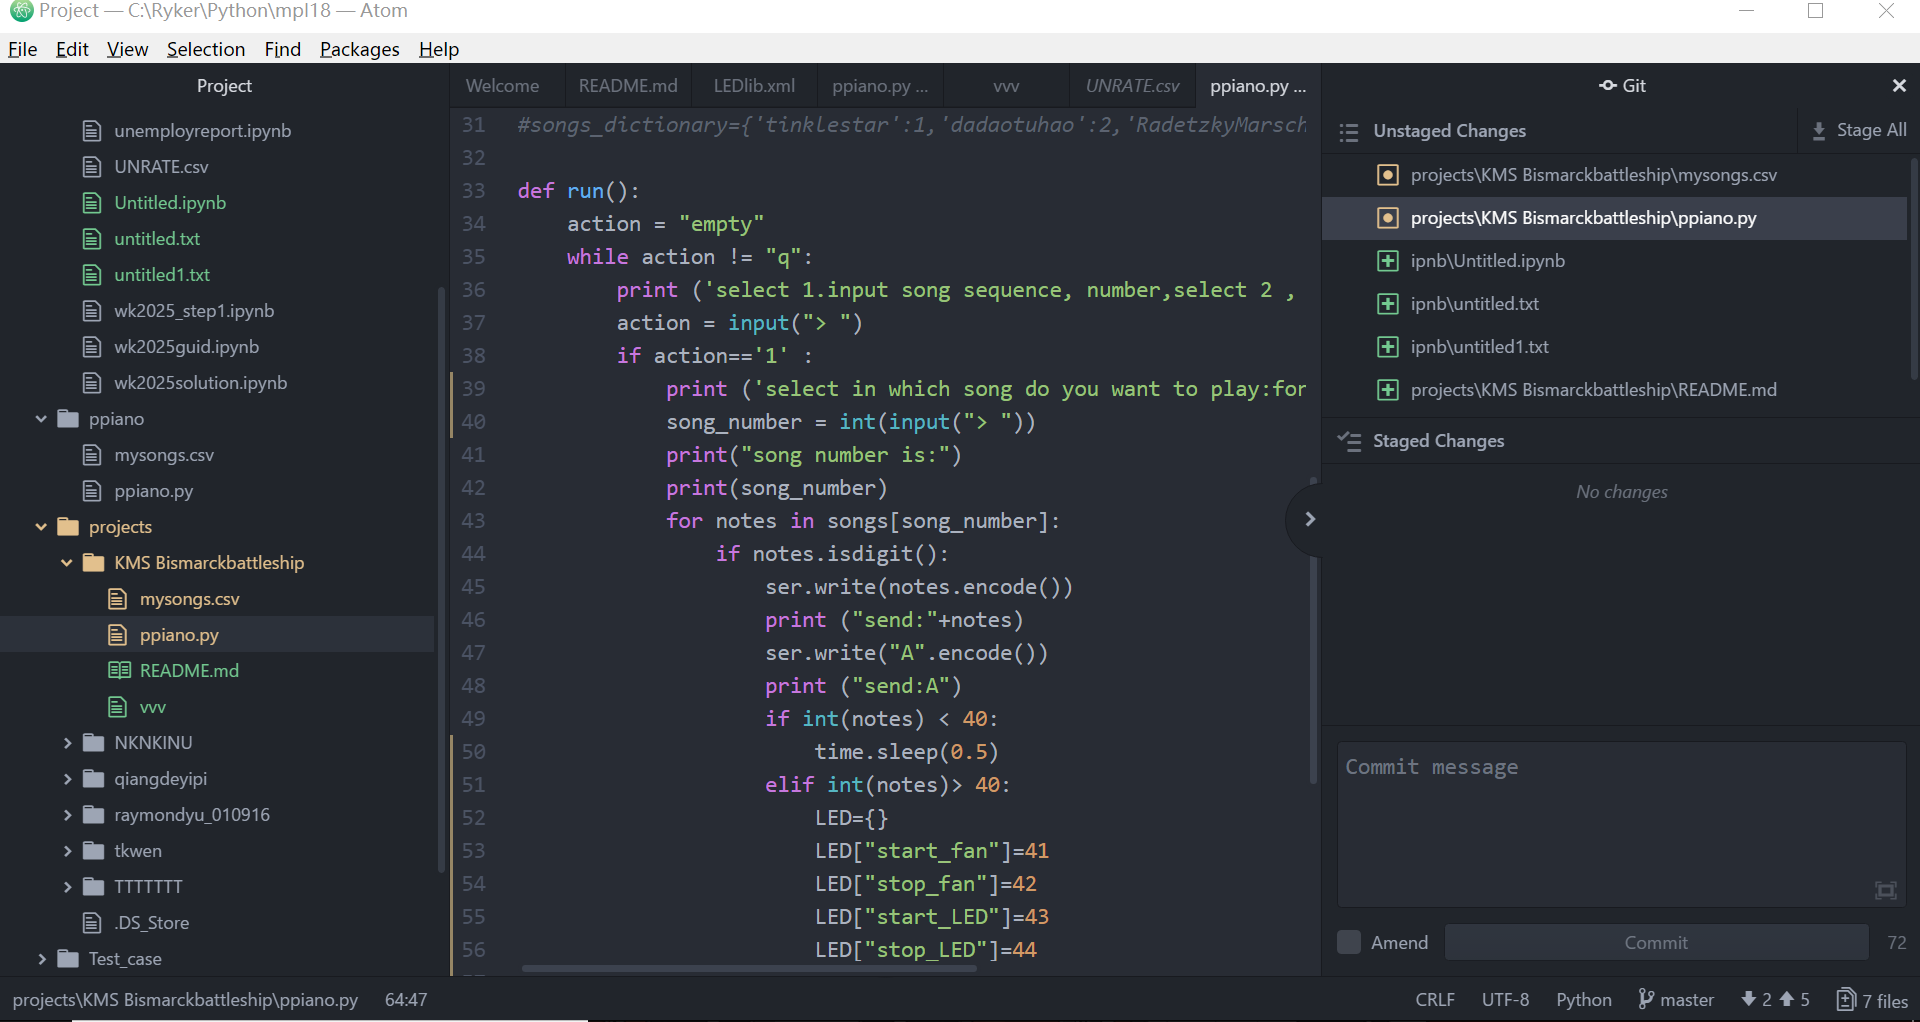 Project — C:\Ryker\Python\mpl18 — Atom
File Edit View Selection Find Packages Help
Project
unemployreport.ipynb
UNRATE.csv
Untitled.ipynb
untitled.txt
untitled1.txt
wk2025_step1.ipynb
wk2025guid.ipynb
wk2025solution.ipynb
ppiano
mysongs.csv
ppiano.py
projects
KMS Bismarckbattleship
mysongs.csv
ppiano.py
README.md
vvv
NKNKINU
qiangdeyipi
raymondyu_010916
tkwen
TTTTTTT
.DS_Store
Test_case
Welcome README.md LEDlib.xml ppiano.py ... vvv UNRATE.csv ppiano.py ...
31 #songs_dictionary={'tinklestar':1,'dadaotuhao':2,'RadetzkyMarsch
32
33 def run():
34 action = "empty"
35 while action != "q":
36 print ('select 1.input song sequence, number,select 2 ,
37 action = input("> ")
38 if action=='1' :
39 print ('select in which song do you want to play:for
40 song_number = int(input("> "))
41 print("song number is:")
42 print(song_number)
43 for notes in songs[song_number]:
44 if notes.isdigit():
45 ser.write(notes.encode())
46 print ("send:"+notes)
47 ser.write("A".encode())
48 print ("send:A")
49 if int(notes) < 40:
50 time.sleep(0.5)
51 elif int(notes)> 40:
52 LED={}
53 LED["start_fan"]=41
54 LED["stop_fan"]=42
55 LED["start_LED"]=43
56 LED["stop_LED"]=44
Git
Unstaged Changes Stage All
projects\KMS Bismarckbattleship\mysongs.csv
projects\KMS Bismarckbattleship\ppiano.py
ipnb\Untitled.ipynb
ipnb\untitled.txt
ipnb\untitled1.txt
projects\KMS Bismarckbattleship\README.md
Staged Changes
No changes
Commit message
Amend Commit 72
projects\KMS Bismarckbattleship\ppiano.py 64:47 CRLF UTF-8 Python master 2 5 7 files